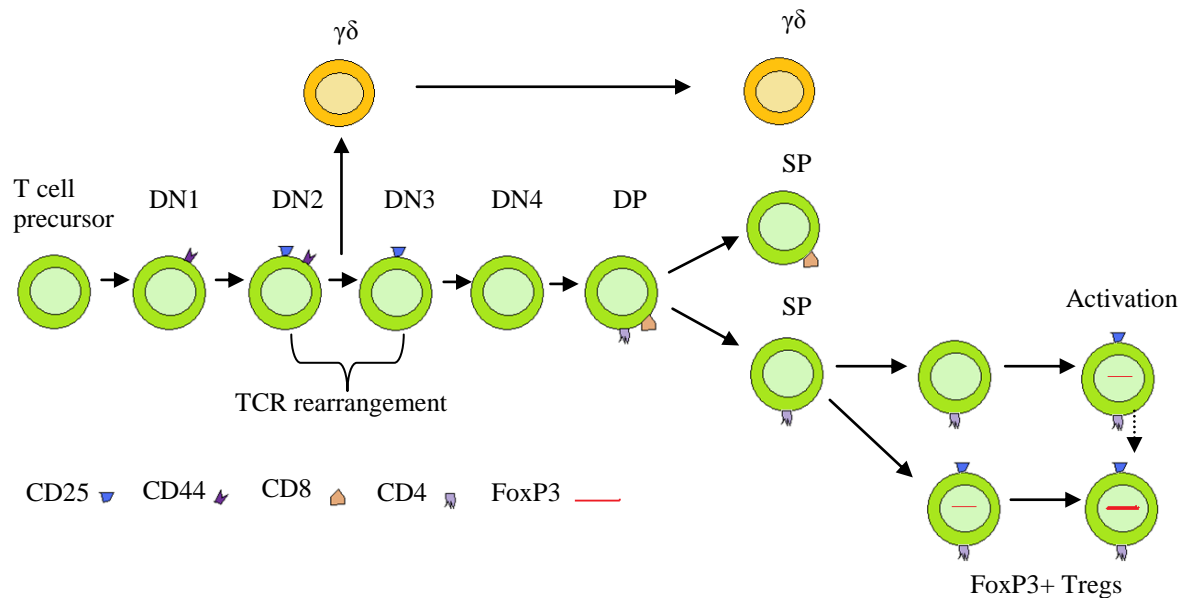 γδ
γδ
SP
T cell
precursor
DN1
DN2
DN3
DN4
DP
SP
Activation
TCR rearrangement
CD25
CD44
CD8
CD4
FoxP3
FoxP3+ Tregs